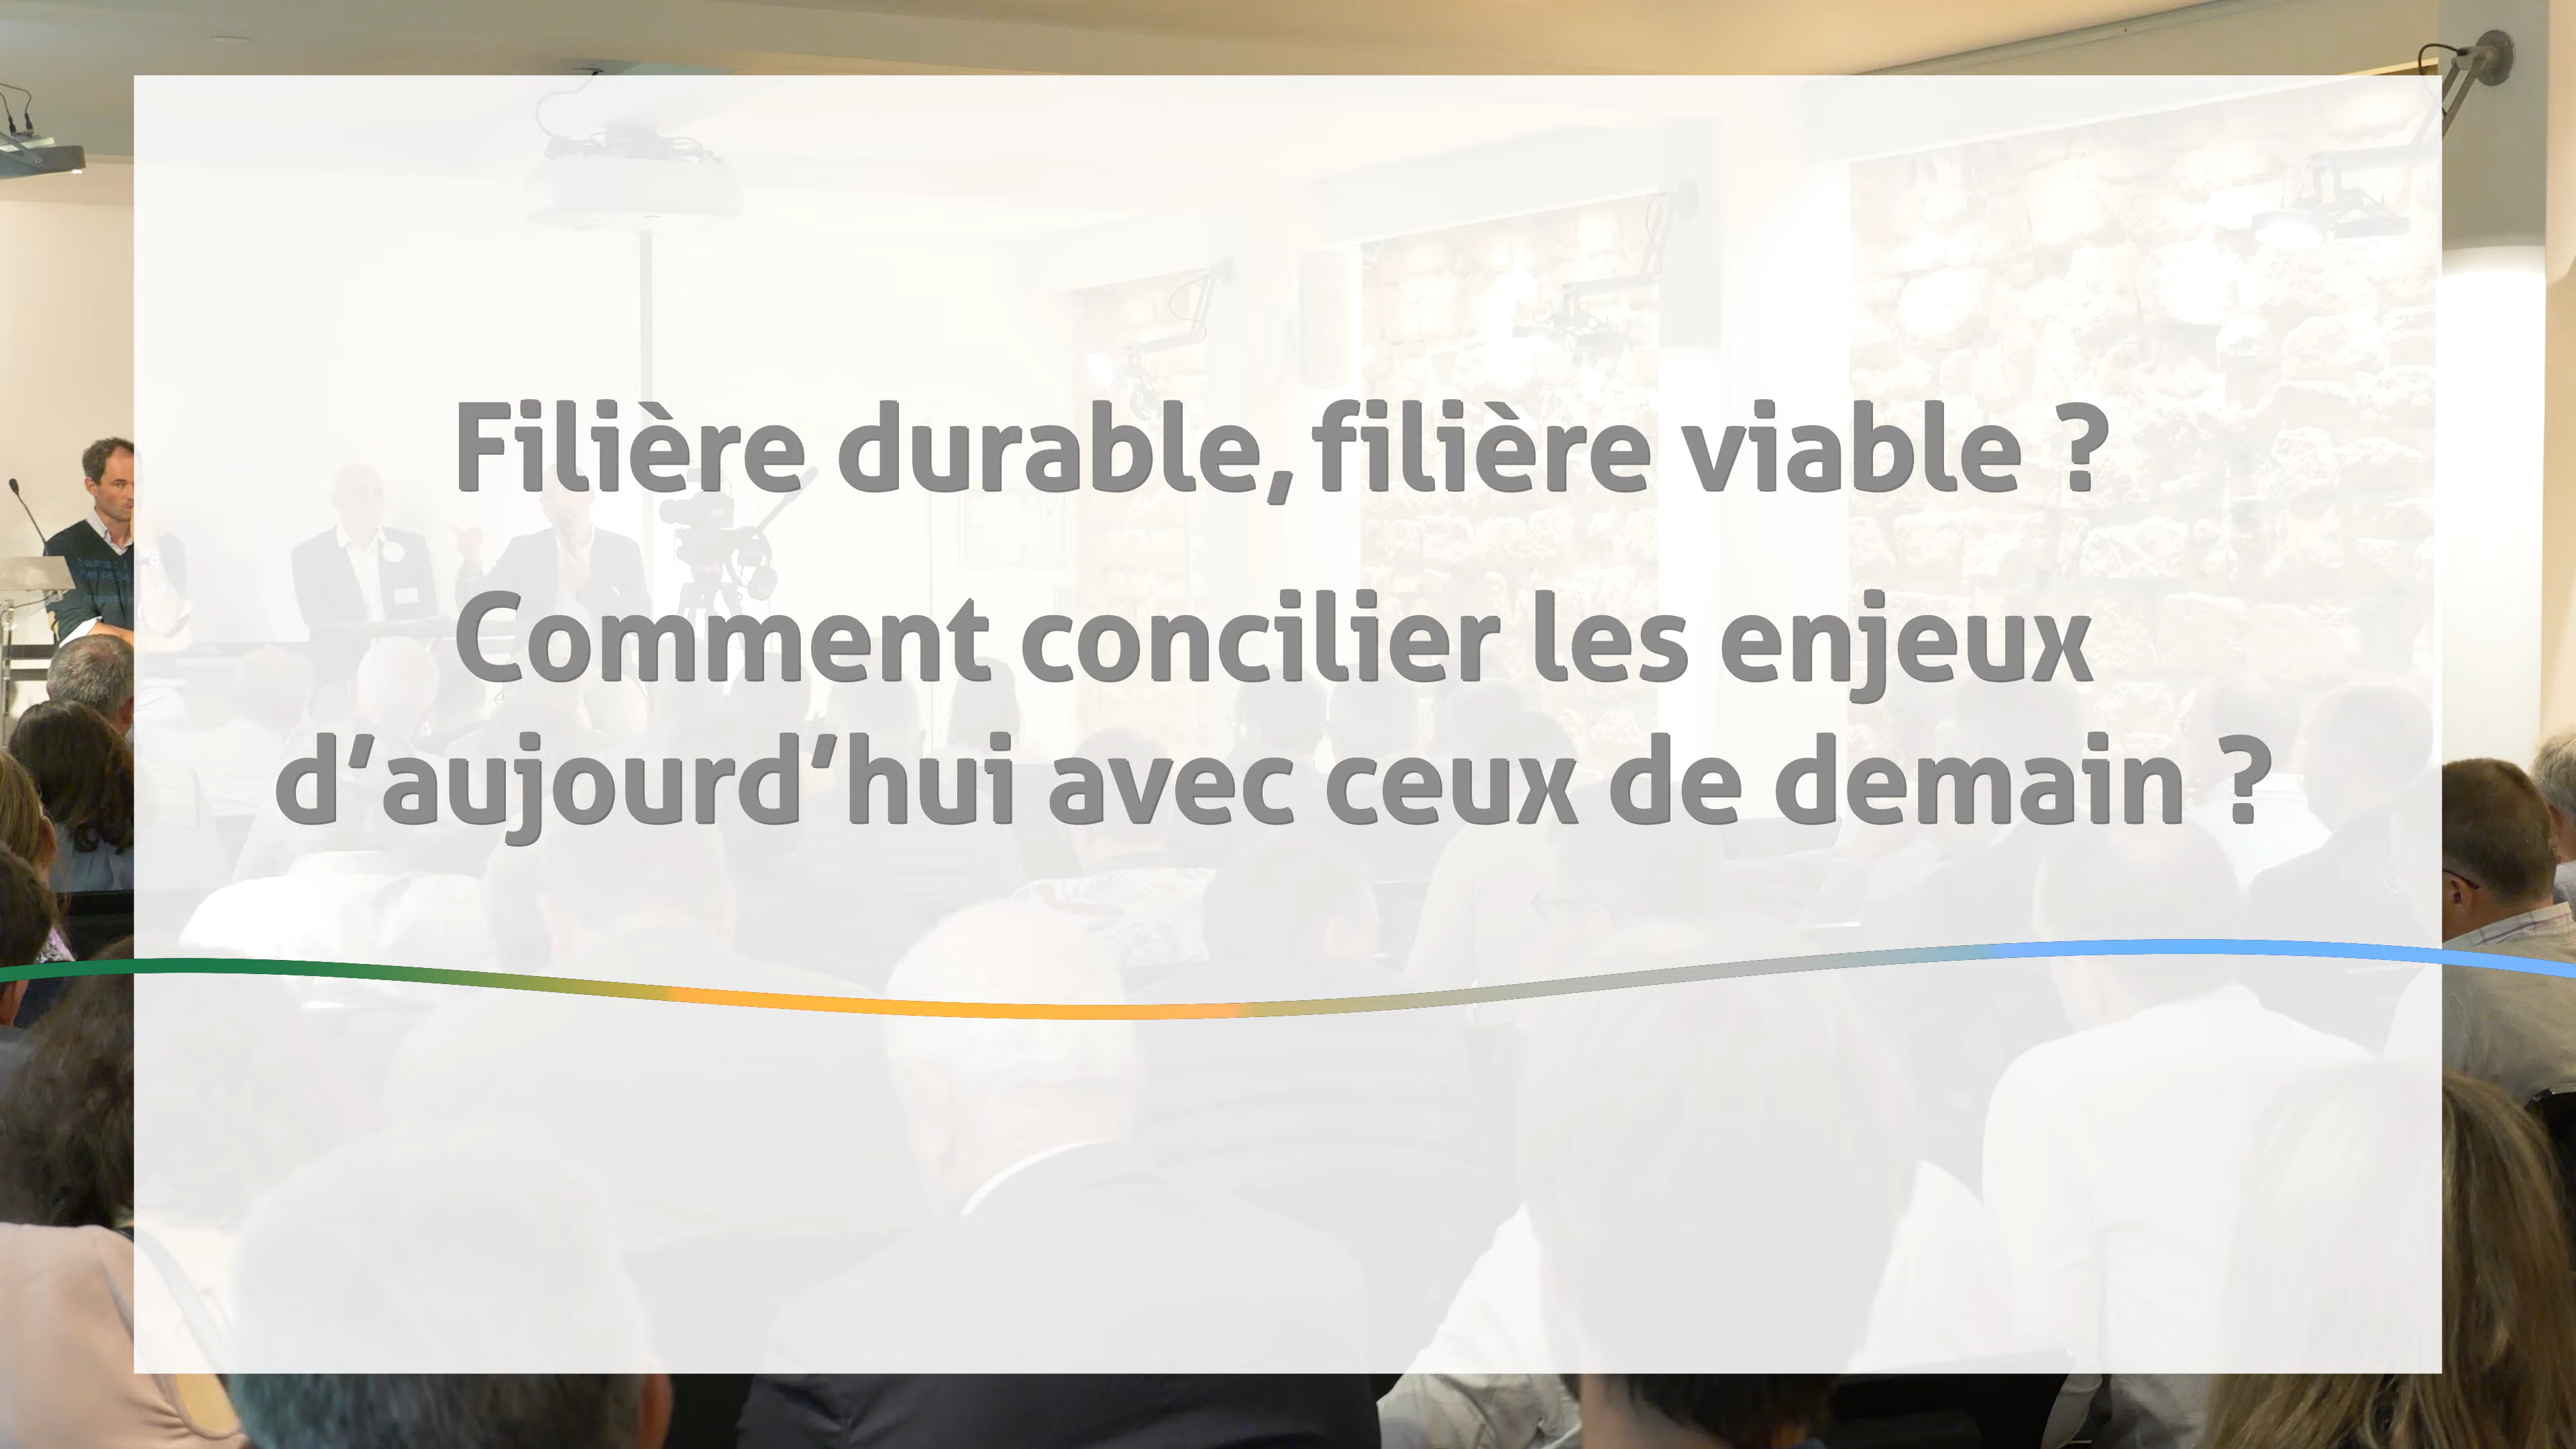 Filière durable, filière viable ?
Comment concilier les enjeux
d’aujourd’hui avec ceux de demain ?